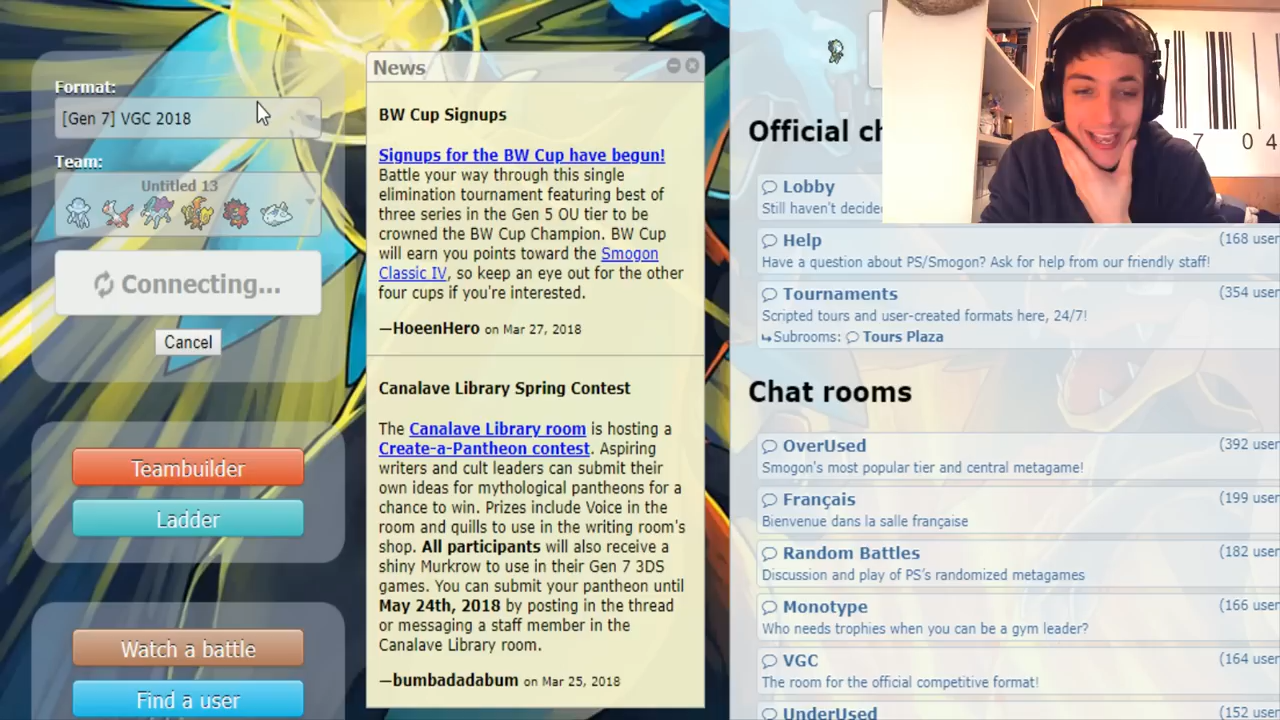 Format:
[Gen 7] VGC 2018
Team:
Untitled 13
Connecting...
Cancel
Teambuilder
Ladder
Watch a battle
Find a user
News
BW Cup Signups
Signups for the BW Cup have begun!
Battle your way through this single
elimination tournament featuring best of
three series in the Gen 5 OU tier to be
crowned the BW Cup Champion. BW Cup
will earn you points toward the Smogon
Classic IV, so keep an eye out for the other
four cups if you're interested.
—HoeenHero on Mar 27, 2018
Canalave Library Spring Contest
The Canalave Library room is hosting a
Create-a-Pantheon contest. Aspiring
writers and cult leaders can submit their
own ideas for mythological pantheons for a
chance to win. Prizes include Voice in the
room and quills to use in the writing room's
shop. All participants will also receive a
shiny Murkrow to use in their Gen 7 3DS
games. You can submit your pantheon until
May 24th, 2018 by posting in the thread
or messaging a staff member in the
Canalave Library room.
—bumbadadabum on Mar 25, 2018
Official ch
Lobby
Still haven't decide
Help (168 user
Have a question about PS/Smogon? Ask for help from our friendly staff!
Tournaments (354 user
Scripted tours and user-created formats here, 24/7!
↳Subrooms: Tours Plaza
Chat rooms
OverUsed (392 user
Smogon's most popular tier and central metagame!
Français (199 user
Bienvenue dans la salle française
Random Battles (182 user
Discussion and play of PS's randomized metagames
Monotype (166 user
Who needs trophies when you can be a gym leader?
VGC (164 user
The room for the official competitive format!
UnderUsed (152 user
7 04